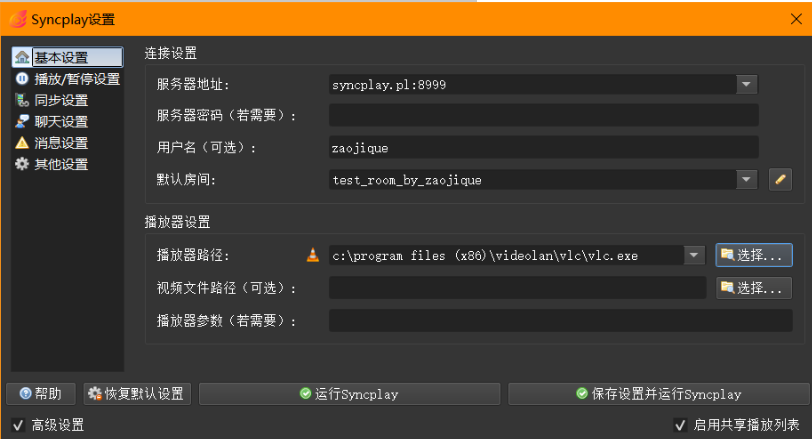 Syncplay设置
基本设置
播放/暂停设置
同步设置
聊天设置
消息设置
其他设置
连接设置
服务器地址: syncplay.pl:8999
服务器密码（若需要）:
用户名（可选）: zaojique
默认房间: test_room_by_zaojique
播放器设置
播放器路径: c:\program files (x86)\videolan\vlc\vlc.exe 选择...
视频文件路径（可选）: 选择...
播放器参数（若需要）:
帮助 恢复默认设置 运行Syncplay 保存设置并运行Syncplay
高级设置 启用共享播放列表